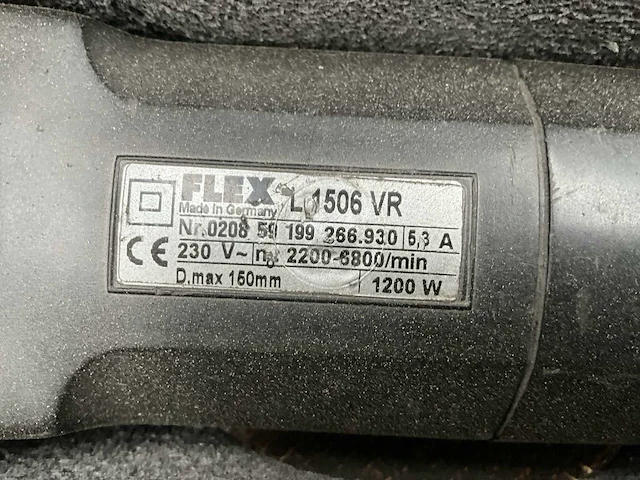 FLEX L 1506 VR
Made in Germany
Nr.0208 59 199 266.930 5,3 A
CE 230 V~ n₀ 2200-6800/min
D.max 150mm 1200 W